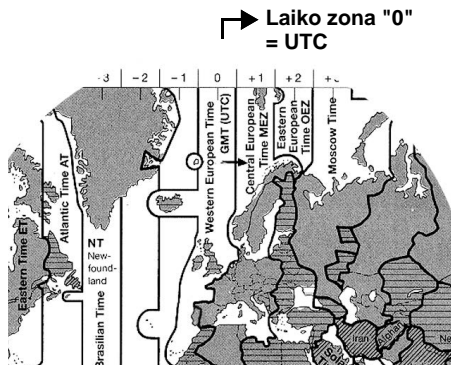 Laiko zona "0"
= UTC
3 −2 −1 0 +1 +2
Eastern Time ET
Atlantic Time AT
NT
New-
found-
land
Brasilian Time
Western European Time
GMT (UTC)
Central European
Time MEZ
Eastern
European-
Time OEZ
Moscow Time
Iran
Afghan